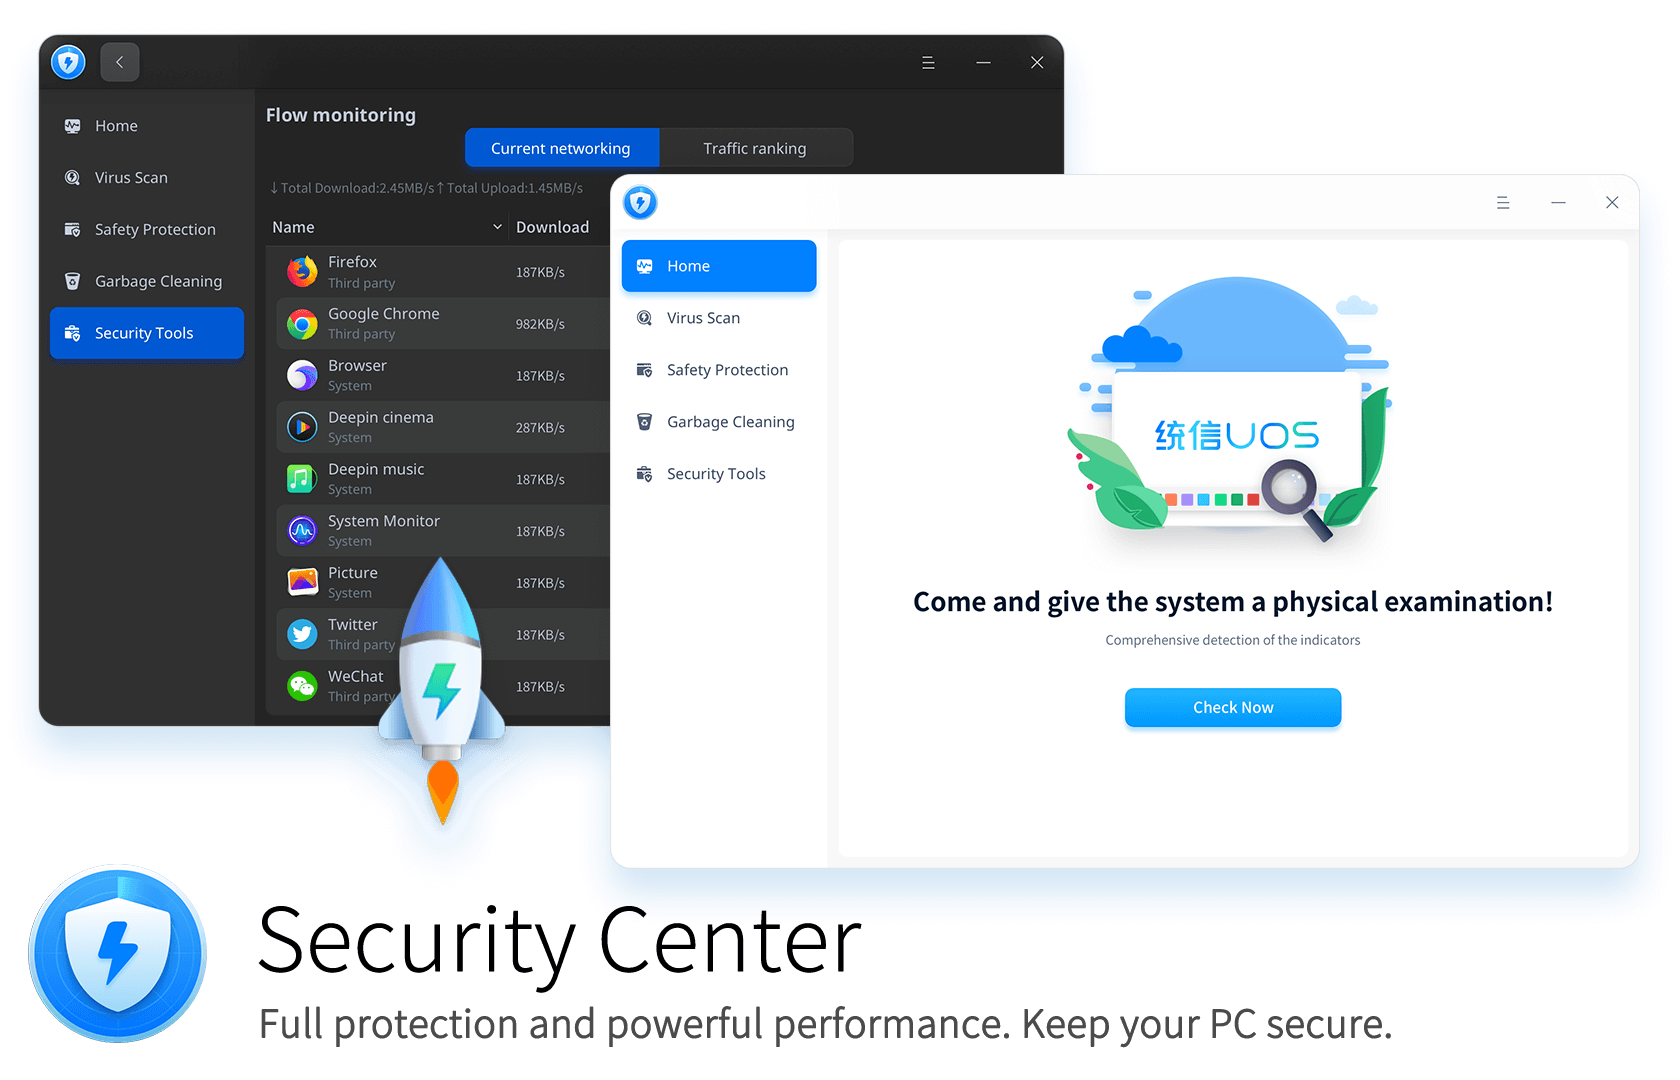 Flow monitoring
Current networking
Traffic ranking
↓Total Download:2.45MB/s↑Total Upload:1.45MB/s
Home
Virus Scan
Safety Protection
Garbage Cleaning
Security Tools
Name
Download
Firefox
Third party
187KB/s
Google Chrome
Third party
982KB/s
Browser
System
187KB/s
Deepin cinema
System
287KB/s
Deepin music
System
187KB/s
System Monitor
System
187KB/s
Picture
System
187KB/s
Twitter
Third party
187KB/s
WeChat
Third party
187KB/s
Home
Virus Scan
Safety Protection
Garbage Cleaning
Security Tools
统信UOS
Come and give the system a physical examination!
Comprehensive detection of the indicators
Check Now
Security Center
Full protection and powerful performance. Keep your PC secure.